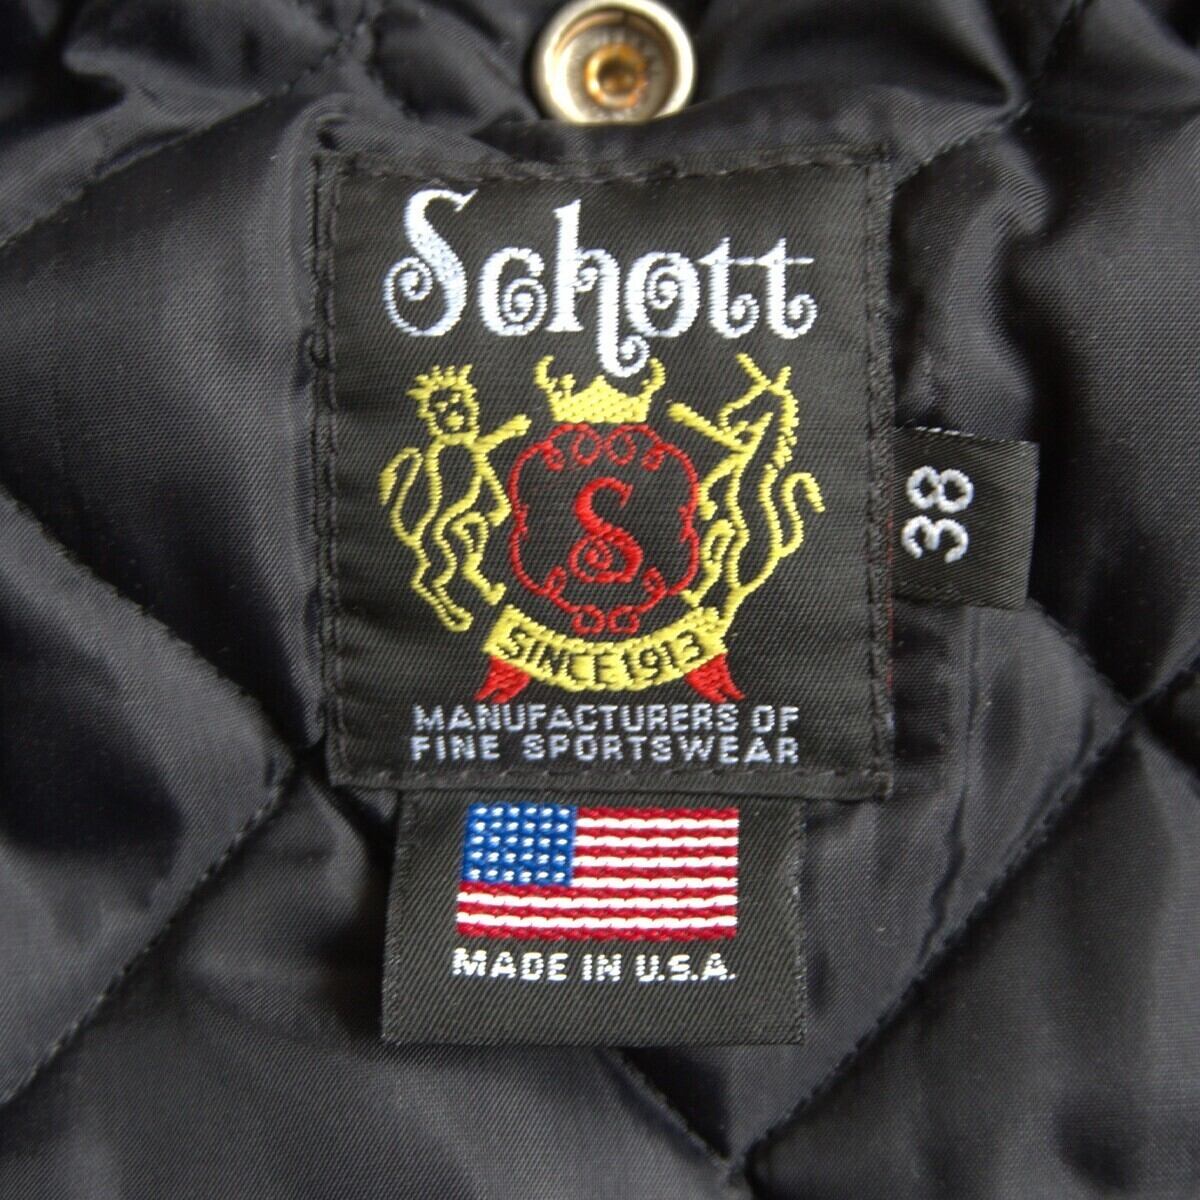 Schott
S
SINCE 1913
MANUFACTURERS OF
FINE SPORTSWEAR
38
MADE IN U.S.A.